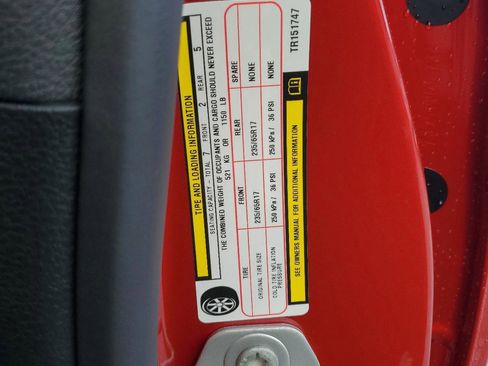 TIRE AND LOADING INFORMATION
SEATING CAPACITY - TOTAL 7 FRONT 2 REAR 5
THE COMBINED WEIGHT OF OCCUPANTS AND CARGO SHOULD NEVER EXCEED
521 KG OR 1150 LB
TIRE FRONT REAR SPARE
ORIGINAL TIRE SIZE 235/65R17 235/65R17 NONE
COLD TIRE INFLATION PRESSURE 250 kPa / 36 PSI 250 kPa / 36 PSI NONE
SEE OWNERS MANUAL FOR ADDITIONAL INFORMATION
TR151747